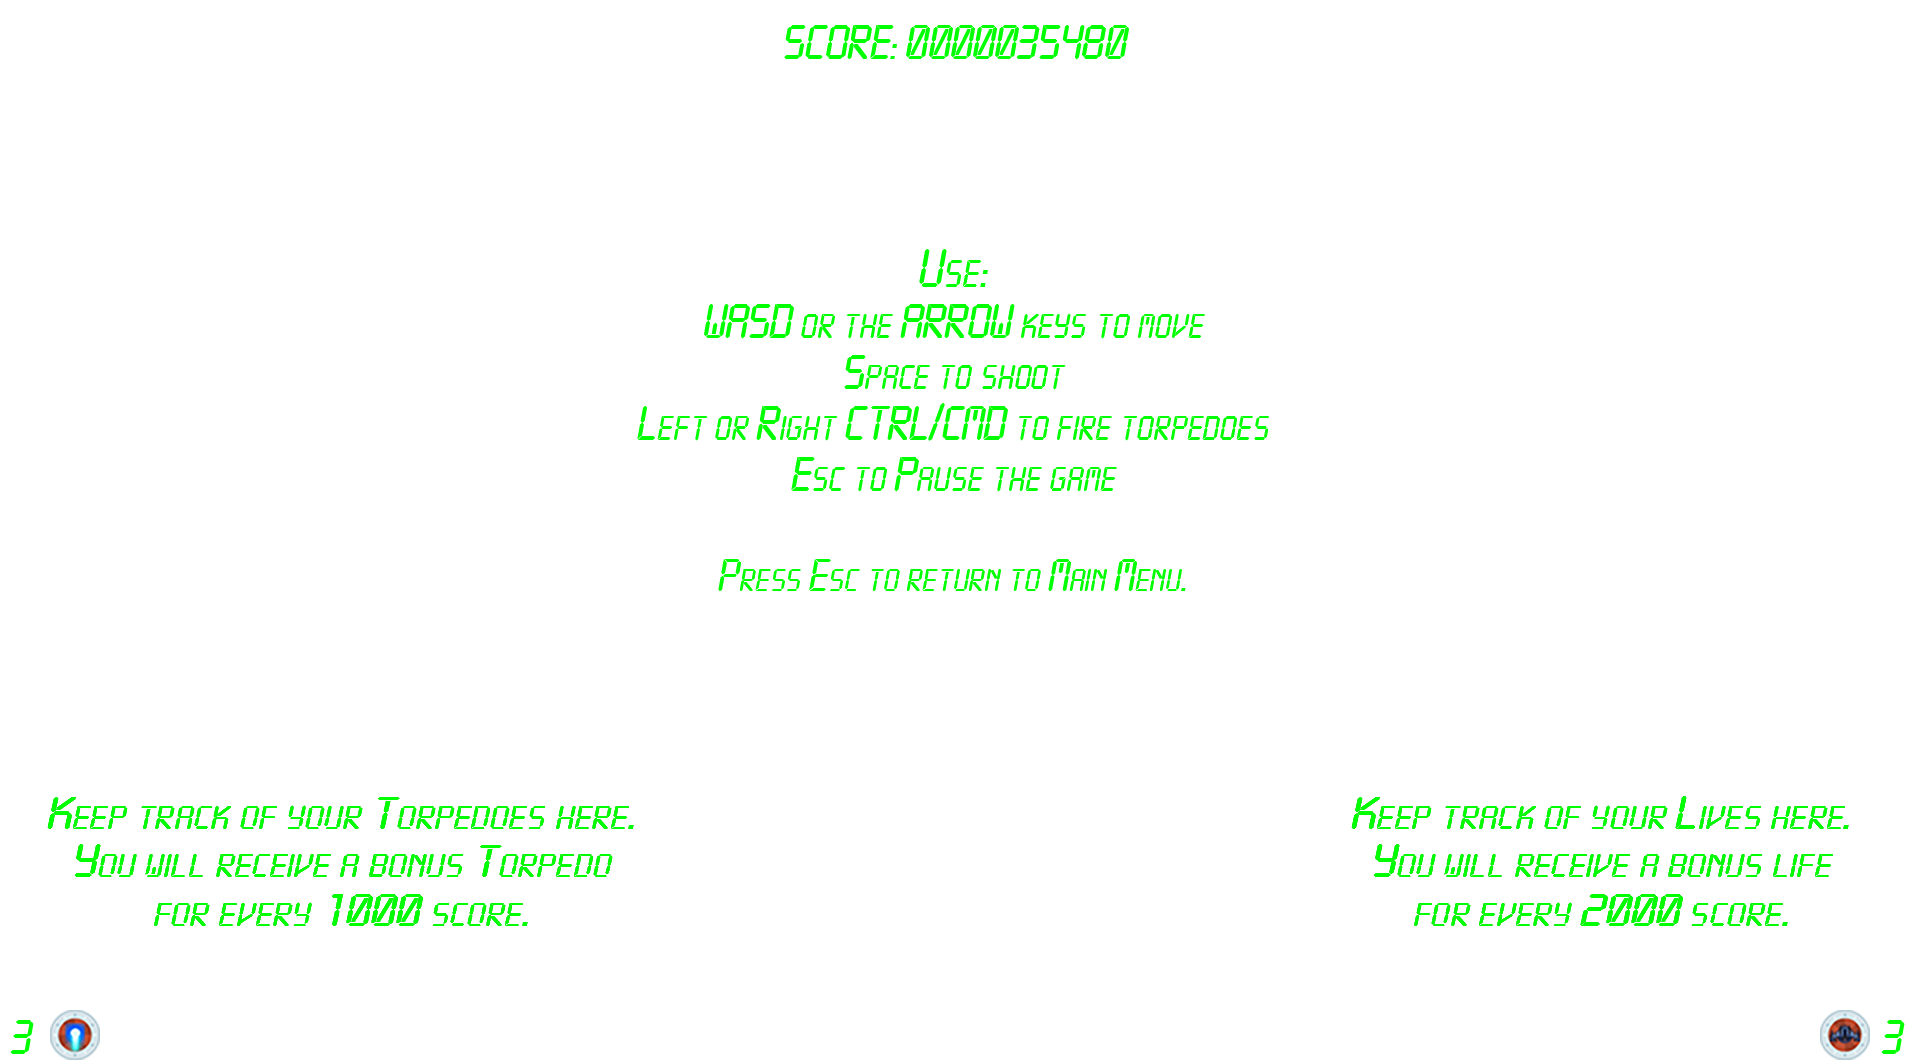 SCORE: 0000035480
Use:
WASD or the ARROW keys to move
Space to shoot
Left or Right CTRL/CMD to fire torpedoes
Esc to Pause the game
Press Esc to return to Main Menu.
Keep track of your Torpedoes here.
You will receive a bonus Torpedo
for every 1000 score.
Keep track of your Lives here.
You will receive a bonus life
for every 2000 score.
3
3